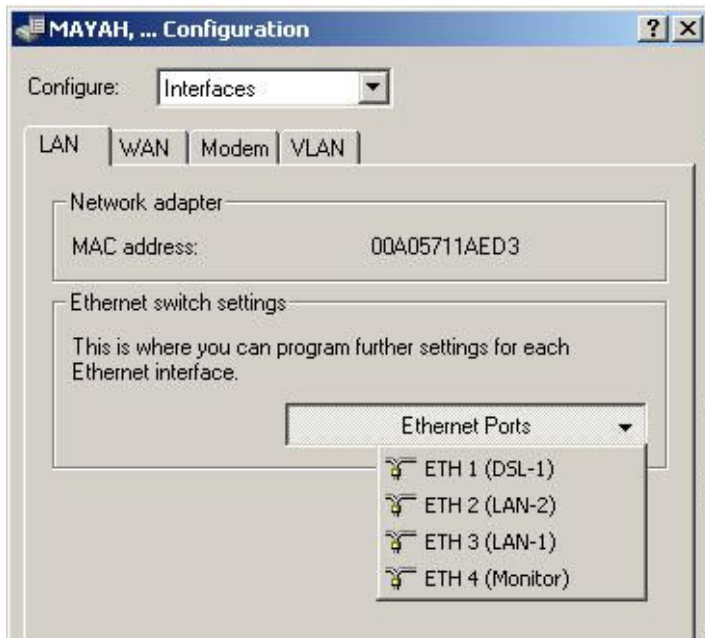 MAYAH, ... Configuration
Configure: Interfaces
LAN WAN Modem VLAN
Network adapter
MAC address: 00A05711AED3
Ethernet switch settings
This is where you can program further settings for each
Ethernet interface.
Ethernet Ports
ETH 1 (DSL-1)
ETH 2 (LAN-2)
ETH 3 (LAN-1)
ETH 4 (Monitor)